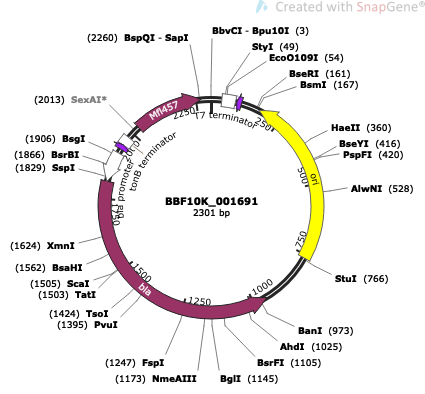 Created with SnapGene®
(2260) BspQI - SapI
BbvCI - Bpu10I (3)
StyI (49)
EcoO109I (54)
BseRI (161)
BsmI (167)
(2013) SexAI*
Mfl457
2250
T7 terminator
250
(1906) BsgI
(1866) BsrBI
(1829) SspI
2000
tonB terminator
bla promoter
HaeII (360)
BseYI (416)
PspFI (420)
ori
500
AlwNI (528)
BBF10K_001691
2301 bp
1750
750
(1624) XmnI
(1562) BsaHI
(1505) ScaI
(1503) TatI
(1424) TsoI
(1395) PvuI
1500
bla
1250
1000
StuI (766)
BanI (973)
AhdI (1025)
BsrFI (1105)
BglI (1145)
(1247) FspI
(1173) NmeAIII